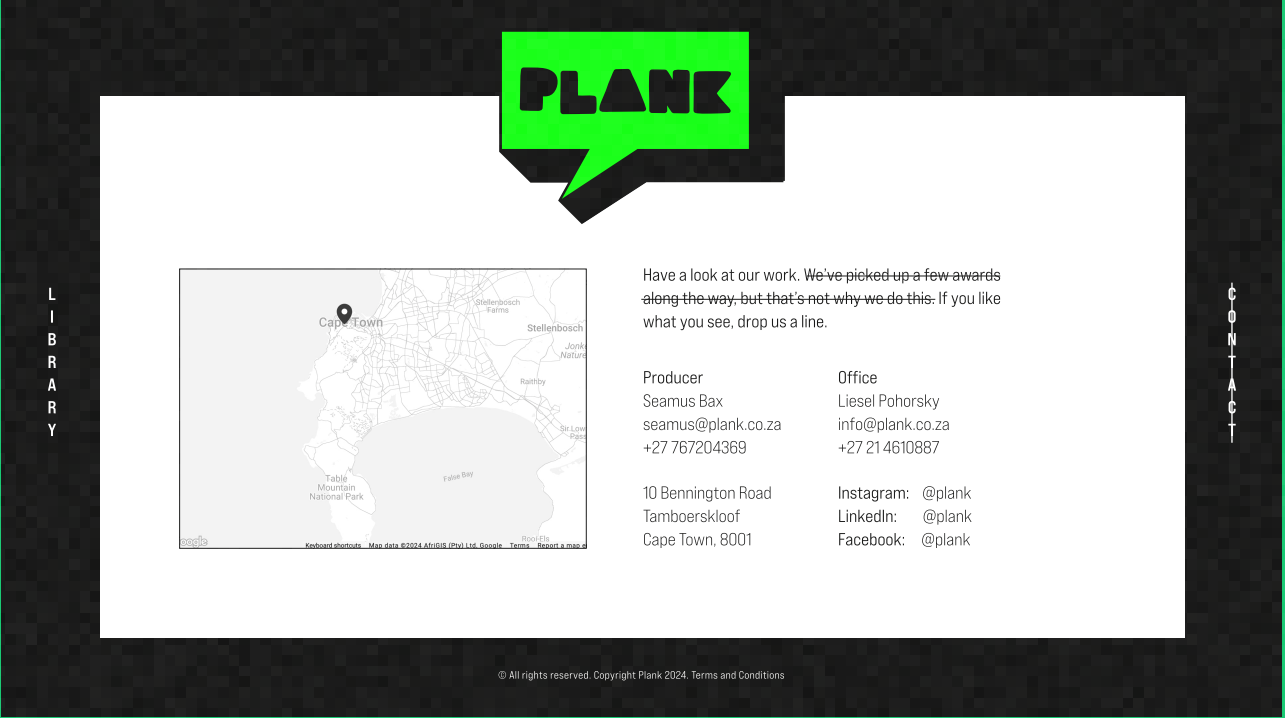 PLANK
LIBRARY
Cape Town
Stellenbosch
Farms
Stellenbosch
Raithby
Table
Mountain
National Park
False Bay
Rooi-Els
Keyboard shortcuts Map data ©2024 AfriGIS (Pty) Ltd, Google Terms Report a map e
Have a look at our work. We've picked up a few awards
along the way, but that's not why we do this. If you like
what you see, drop us a line.
Producer
Seamus Bax
seamus@plank.co.za
+27 767204369
Office
Liesel Pohorsky
info@plank.co.za
+27 21 4610887
10 Bennington Road
Tamboerskloof
Cape Town, 8001
Instagram: @plank
LinkedIn: @plank
Facebook: @plank
CONTACT
© All rights reserved. Copyright Plank 2024. Terms and Conditions